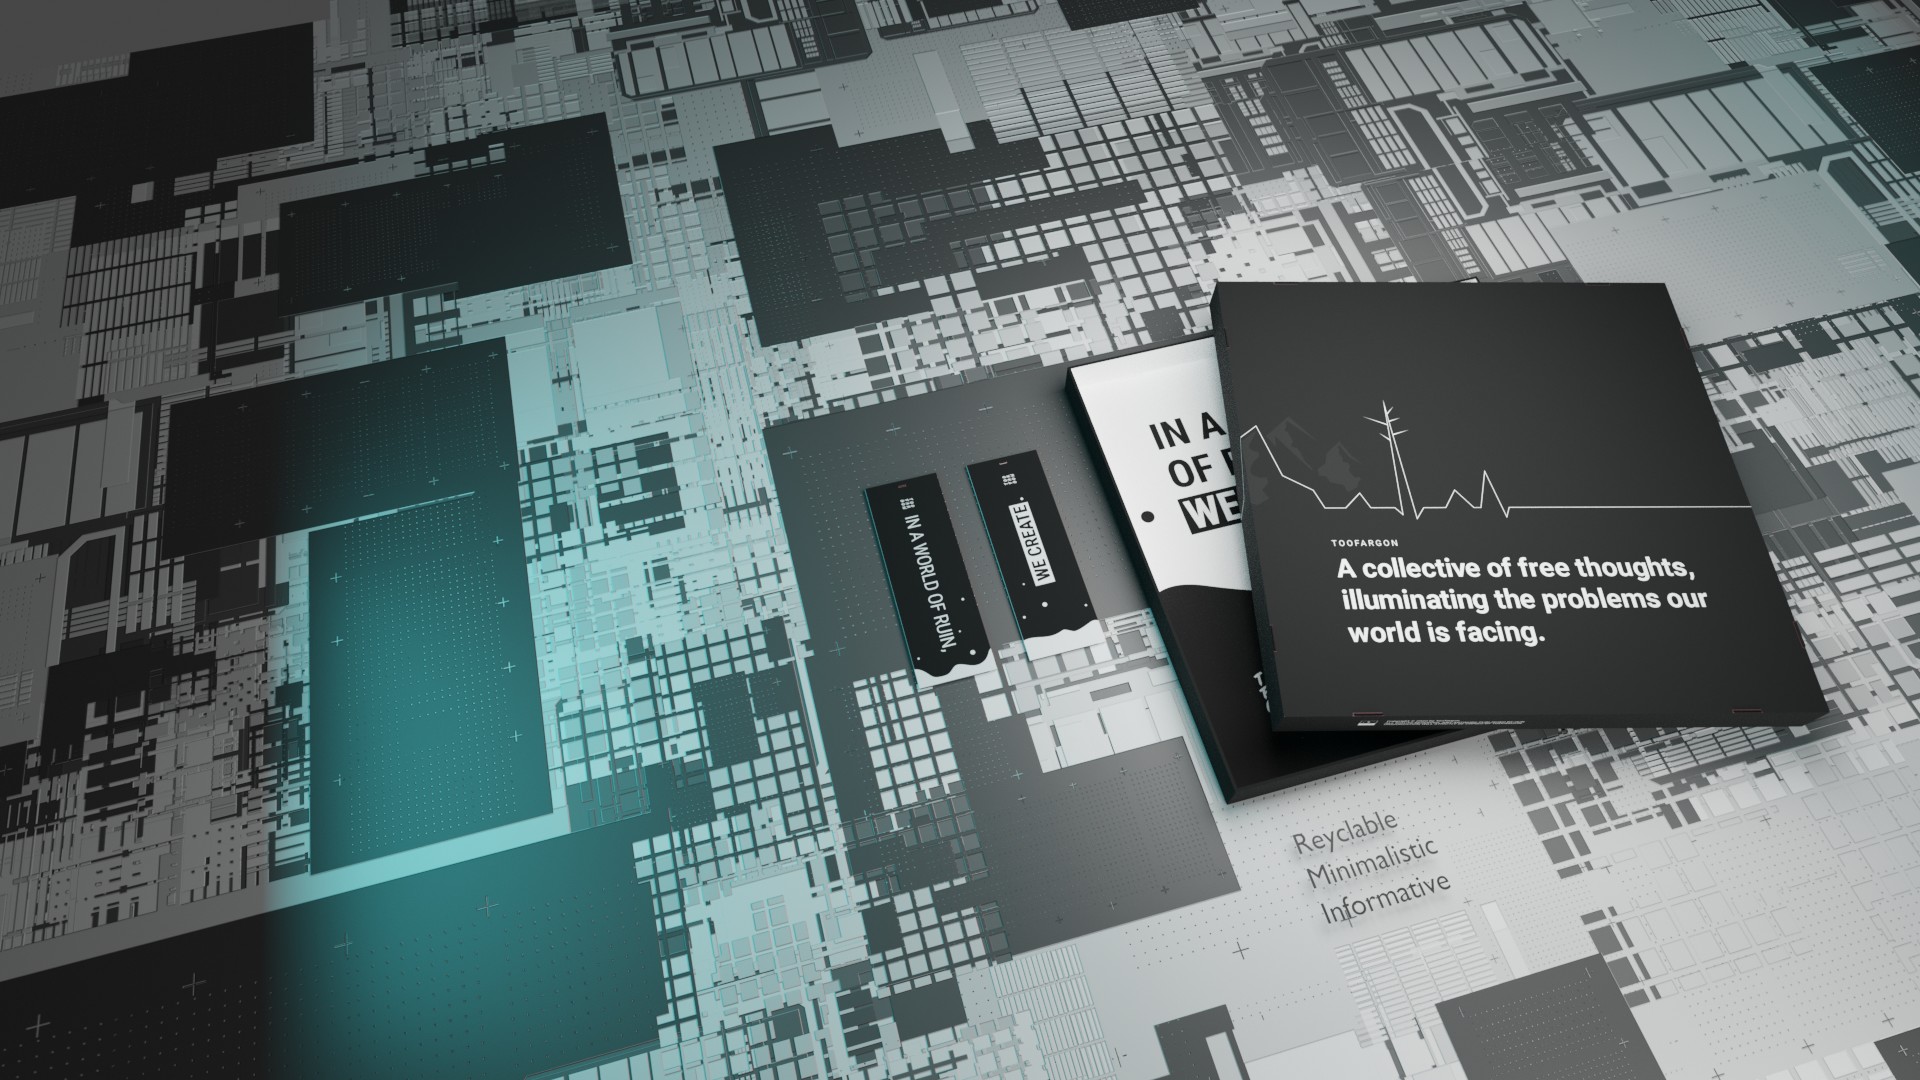 IN A WORLD OF RUIN,
WE CREATE.
IN A
OF
WE
TOOFARGON
A collective of free thoughts,
illuminating the problems our
world is facing.
Reyclable
Minimalistic
Informative